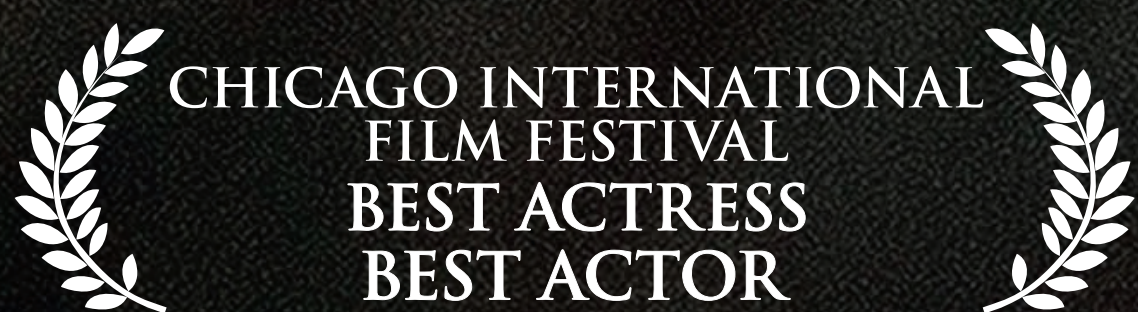 CHICAGO INTERNATIONAL
FILM FESTIVAL
BEST ACTRESS
BEST ACTOR